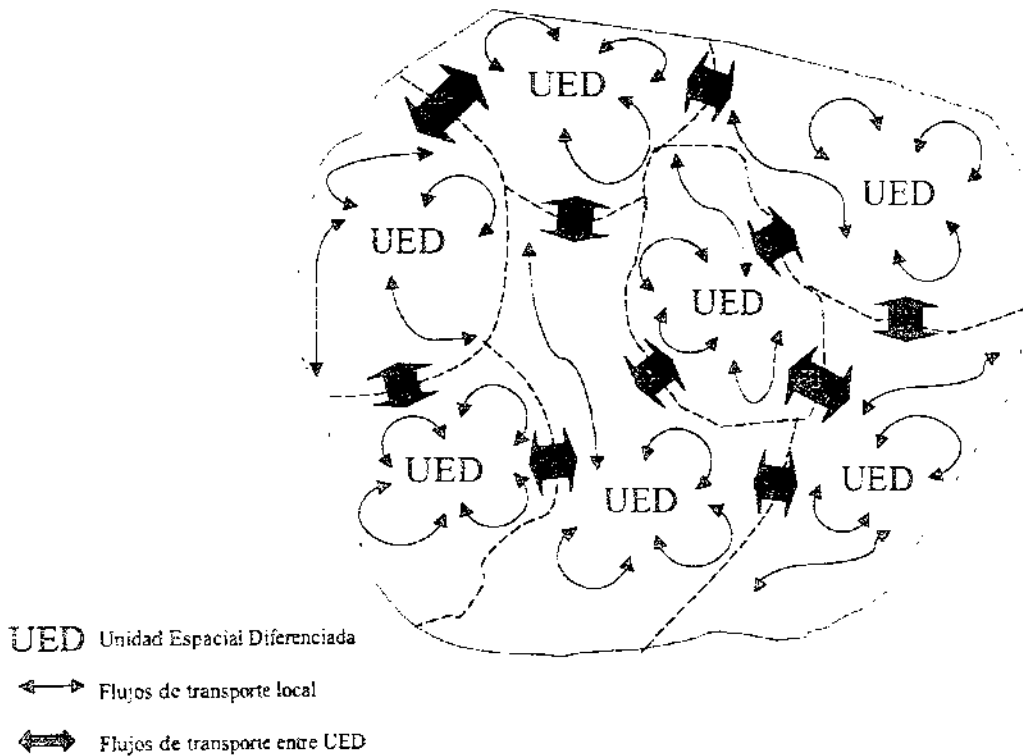 UED
UED
UED
UED
UED
UED
UED
UED Unidad Espacial Diferenciada
Flujos de transporte local
Flujos de transporte entre UED